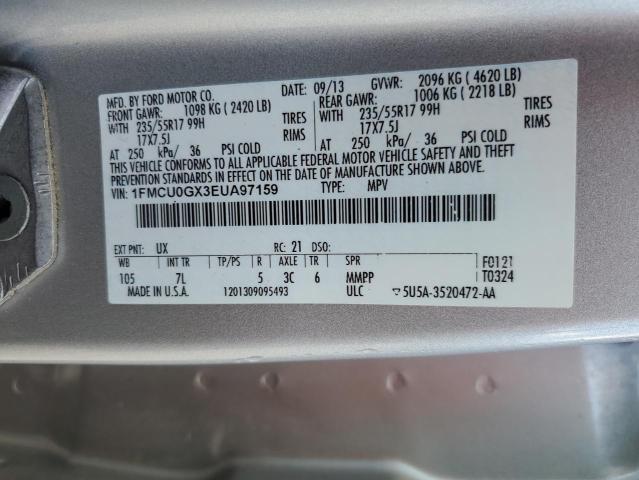 MFD. BY FORD MOTOR CO.
DATE: 09/13 GVWR: 2096 KG ( 4620 LB)
FRONT GAWR: 1098 KG ( 2420 LB) REAR GAWR: 1006 KG ( 2218 LB)
WITH 235/55R17 99H TIRES WITH 235/55R17 99H TIRES
17X7.5J RIMS 17X7.5J RIMS
AT 250 kPa/ 36 PSI COLD AT 250 kPa/ 36 PSI COLD
THIS VEHICLE CONFORMS TO ALL APPLICABLE FEDERAL MOTOR VEHICLE SAFETY AND THEFT
PREVENTION STANDARDS IN EFFECT ON THE DATE OF MANUFACTURE SHOWN ABOVE.
VIN: 1FMCU0GX3EUA97159 TYPE: MPV
EXT PNT: UX RC: 21 DSO:
WB INT TR TP/PS R AXLE TR SPR F0121
105 7L 5 3C 6 MMPP T0324
MADE IN U.S.A. 1201309095493 ULC ▽5U5A-3520472-AA